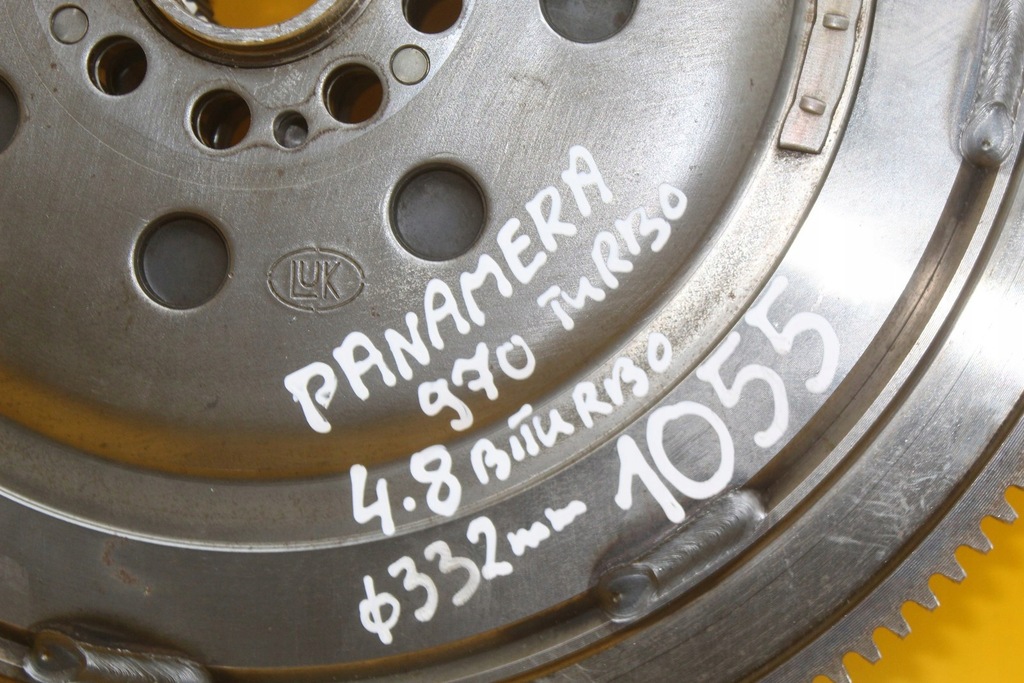 LUK
PANAMERA
970 TURBO
4.8 BITURBO
ϕ332mm 1055